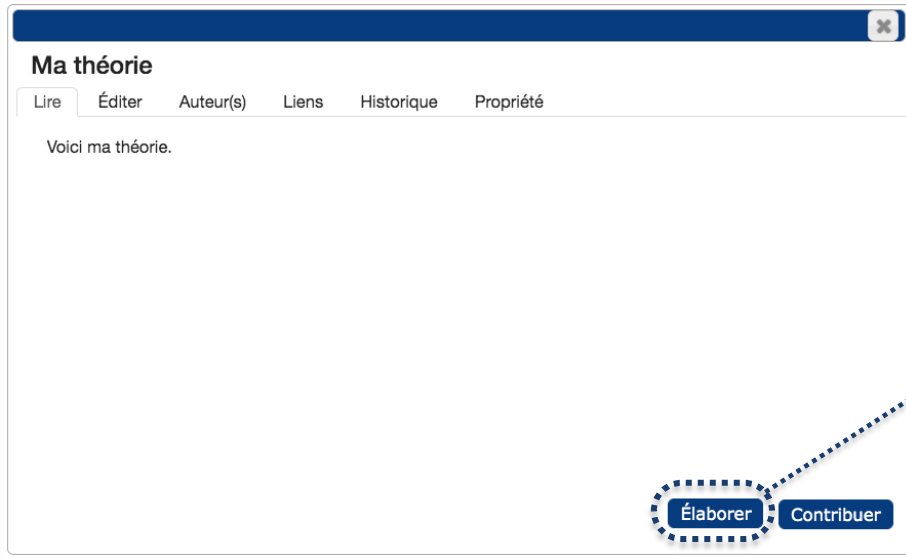 Ma théorie
Lire Éditer Auteur(s) Liens Historique Propriété
Voici ma théorie.
Élaborer Contribuer